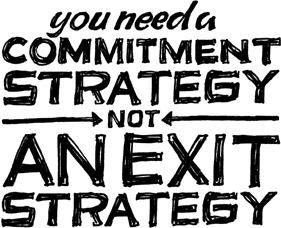 you need a
COMMITMENT
STRATEGY
NOT
AN EXIT
STRATEGY